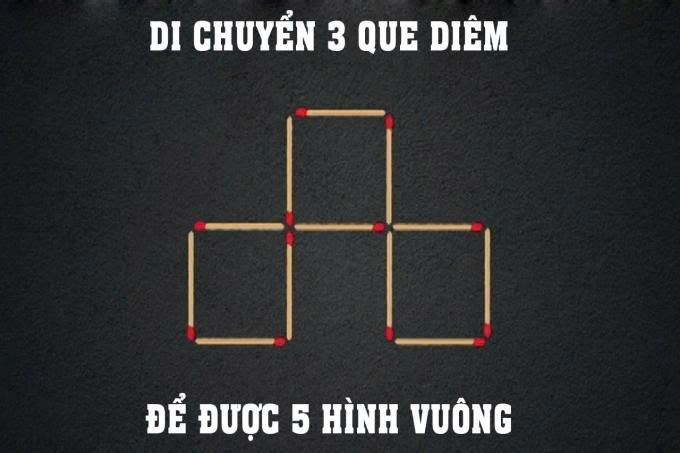 DI CHUYỂN 3 QUE DIÊM
ĐỂ ĐƯỢC 5 HÌNH VUÔNG